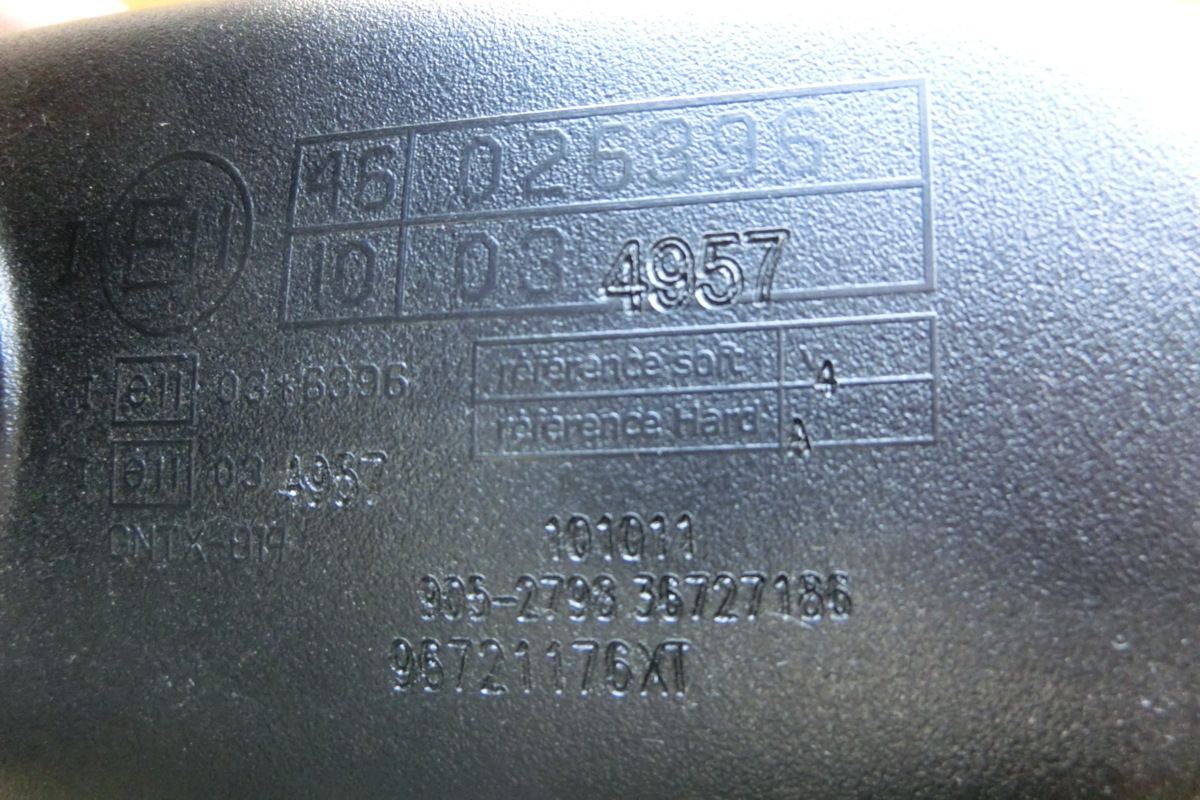 46 026396
I E11
10 03 4957
référence soft V 4
I e11 03*6396
référence Hard A
I e11 03 4957
101011
905-2798 36727186
96721176XT